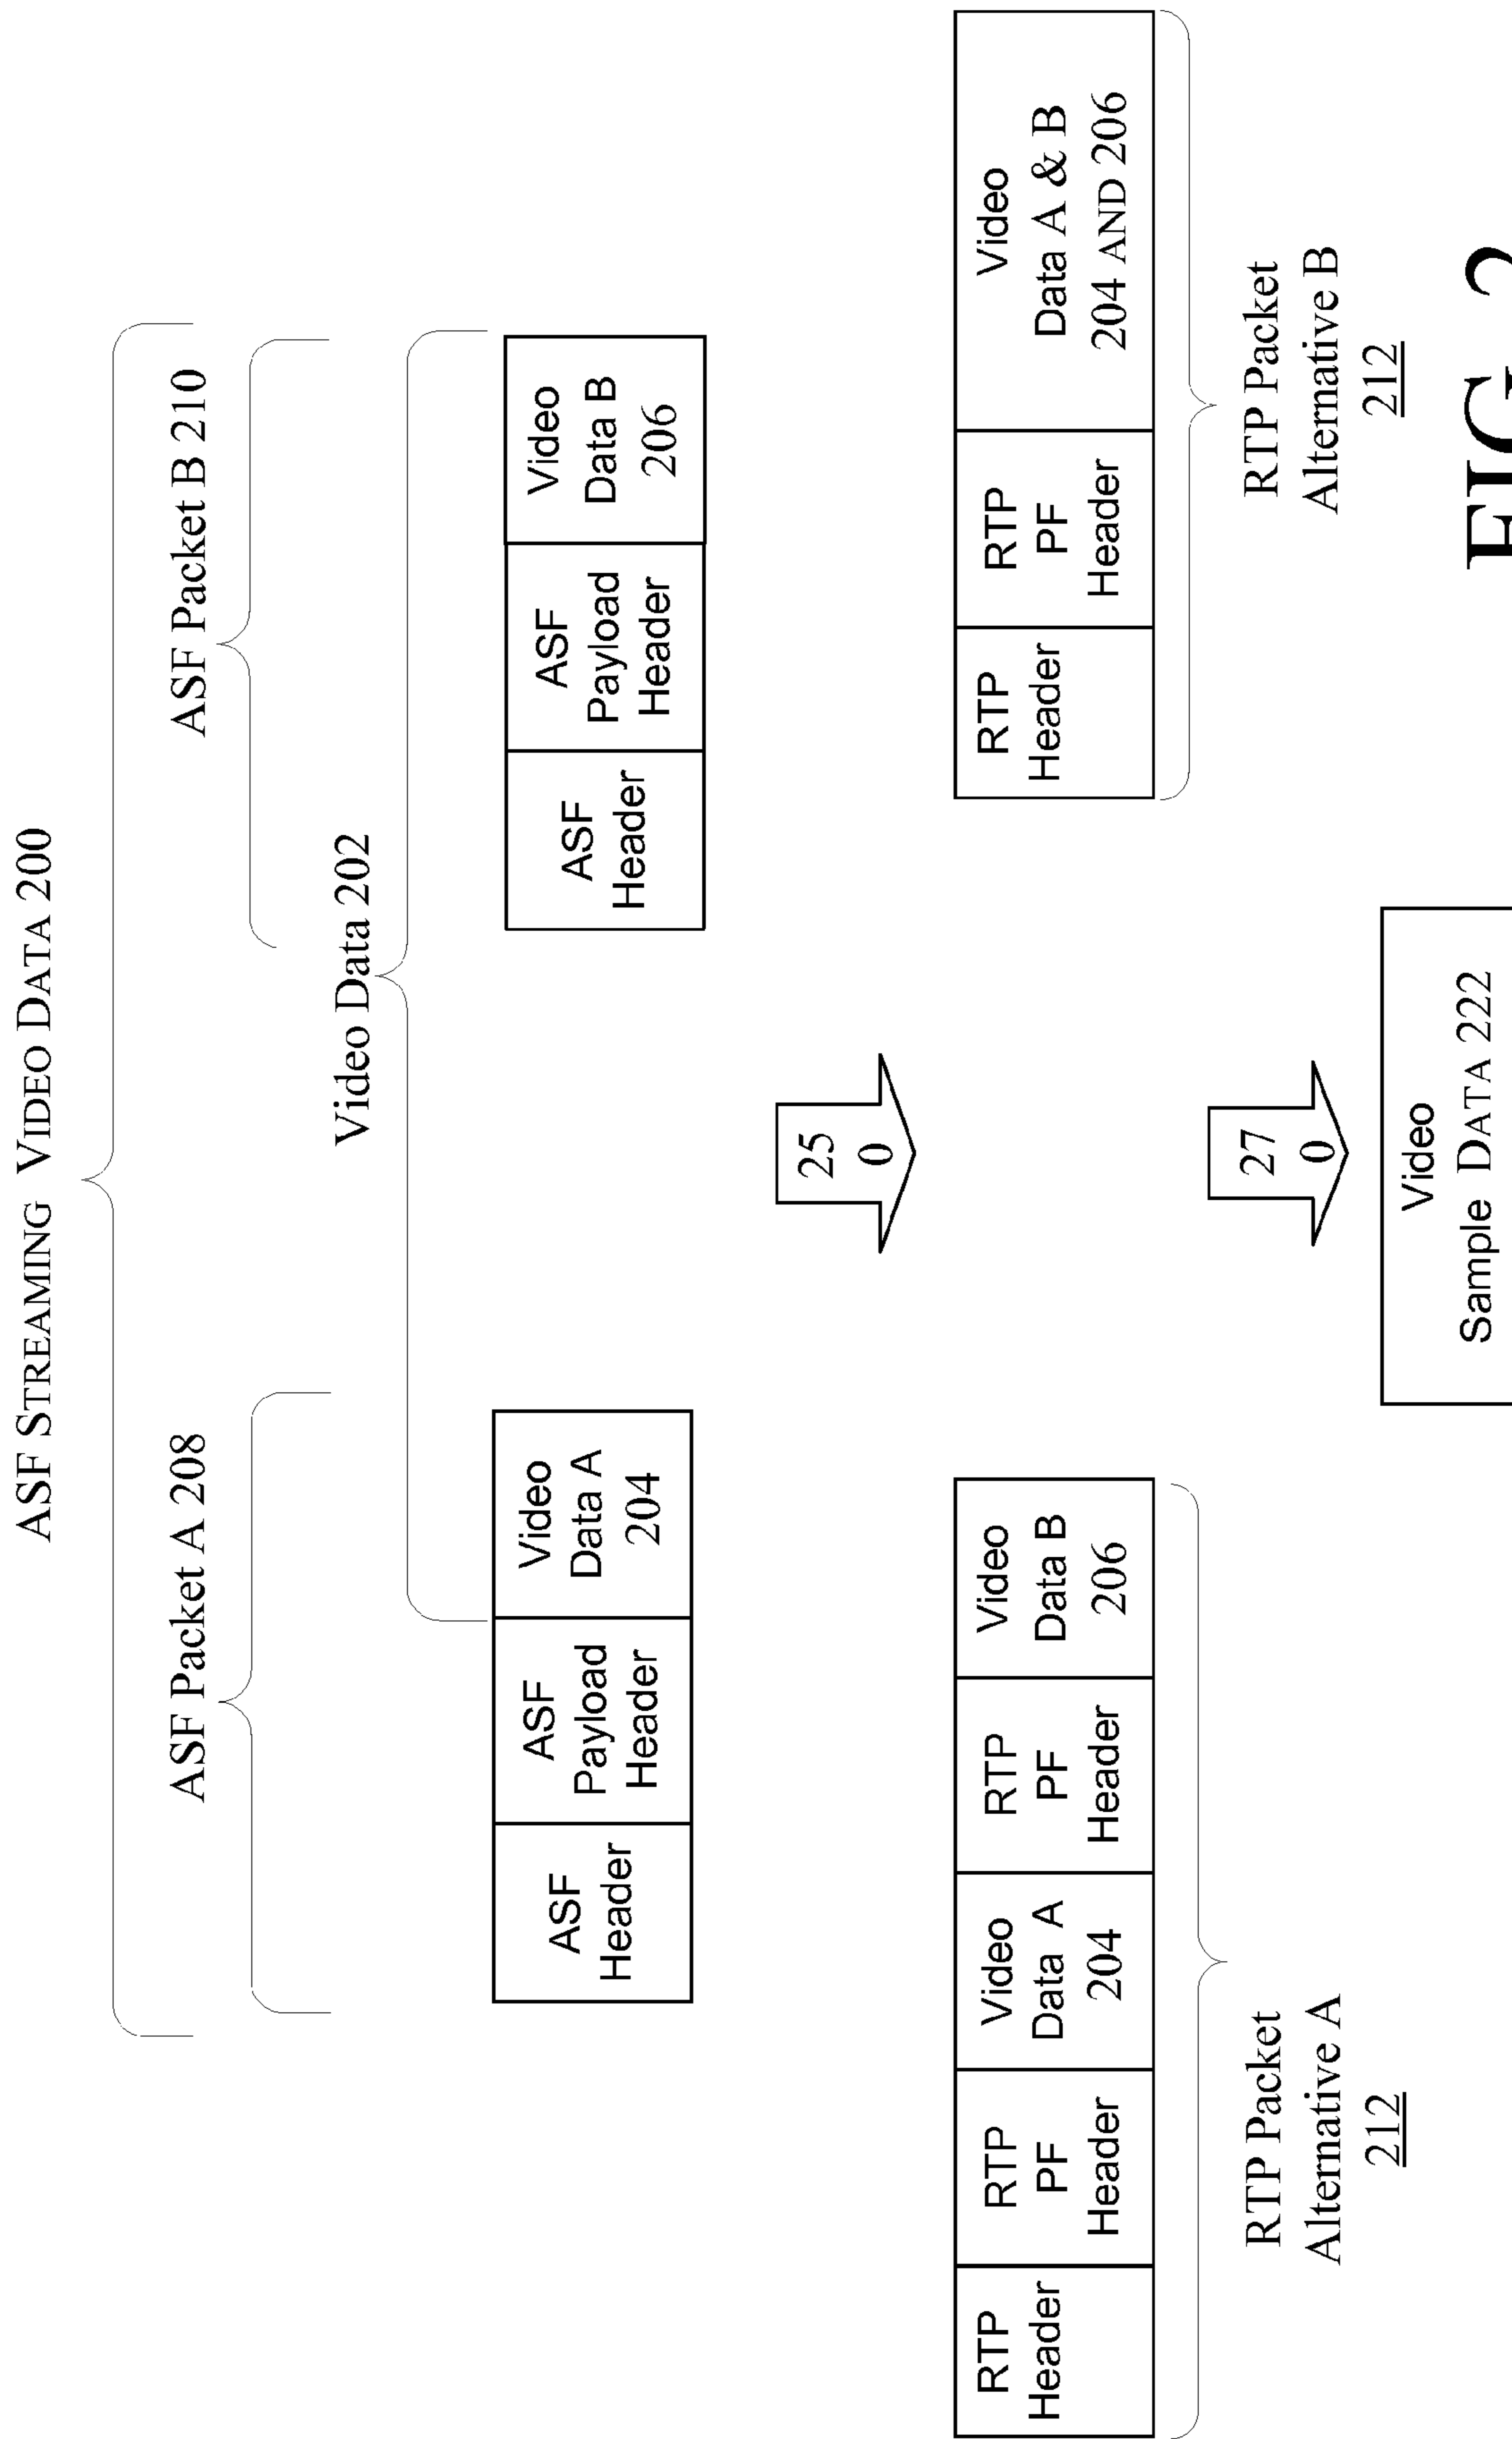 ASF STREAMING VIDEO DATA 200
ASF Packet A 208
ASF Packet B 210
Video Data 202
ASF
Header
ASF
Payload
Header
Video
Data A
204
ASF
Header
ASF
Payload
Header
Video
Data B
206
25
0
RTP
Header
RTP
PF
Header
Video
Data A
204
RTP
PF
Header
Video
Data B
206
RTP
Header
RTP
PF
Header
Video
Data A & B
204 AND 206
RTP Packet
Alternative A
212
27
0
RTP Packet
Alternative B
212
Video
Sample DATA 222
FIG. 2